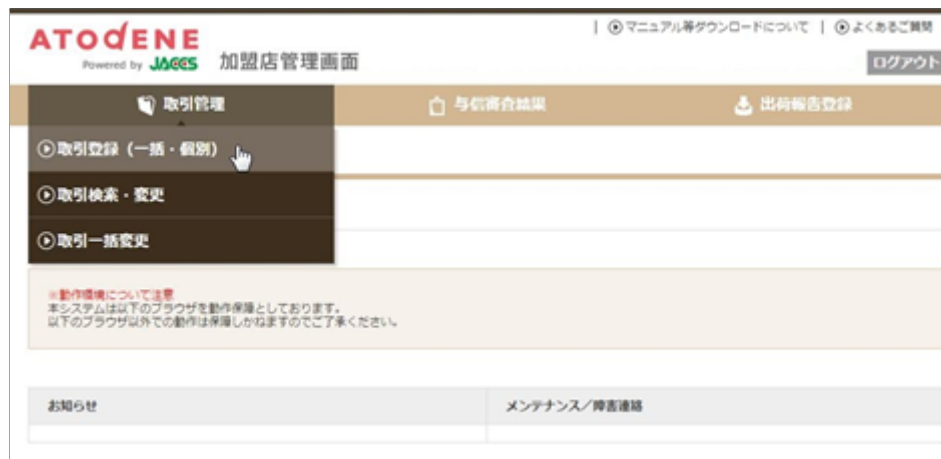 | マニュアル等ダウンロードについて | よくあるご質問
ATODENE
Powered by JACCS 加盟店管理画面
ログアウト
取引管理 与信審査結果 出荷報告登録
取引登録（一括・個別）
取引検索・変更
取引一括変更
※動作環境について注意
本システムは以下のブラウザを動作保障としております。
以下のブラウザ以外での動作は保障しかねますのでご了承ください。
お知らせ メンテナンス／障害連絡